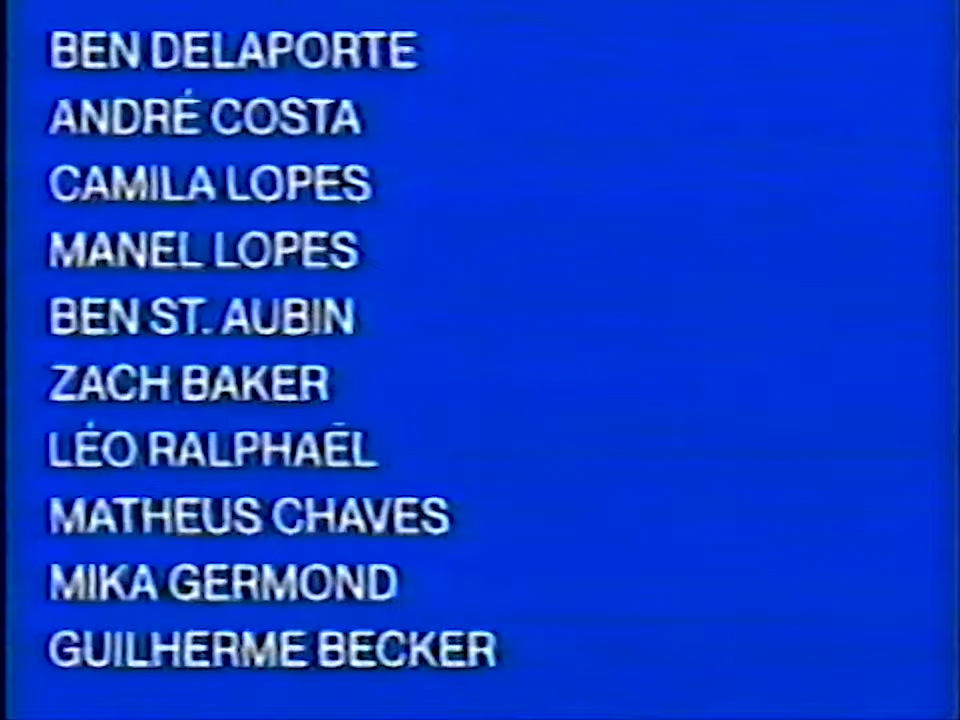 BEN DELAPORTE
ANDRÉ COSTA
CAMILA LOPES
MANEL LOPES
BEN ST. AUBIN
ZACH BAKER
LÉO RALPHAËL
MATHEUS CHAVES
MIKA GERMOND
GUILHERME BECKER